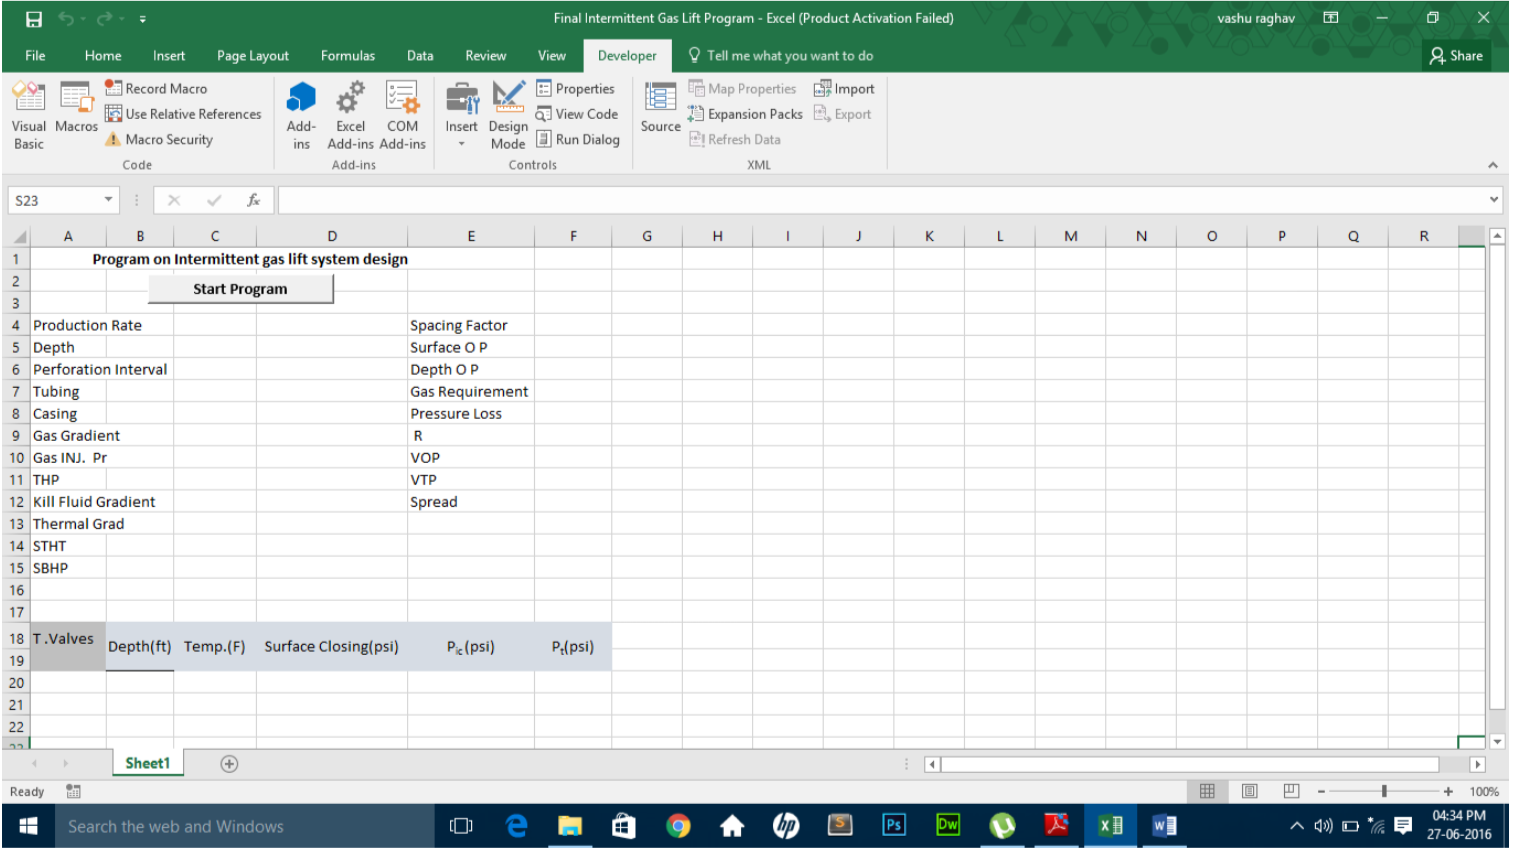 Final Intermittent Gas Lift Program - Excel (Product Activation Failed)
vashu raghav
File Home Insert Page Layout Formulas Data Review View Developer Tell me what you want to do Share
Visual Basic
Macros
Record Macro
Use Relative References
Macro Security
Code
Add-ins
Excel Add-ins
COM Add-ins
Add-ins
Insert
Design Mode
Properties
View Code
Run Dialog
Controls
Source
Map Properties
Expansion Packs
Refresh Data
Import
Export
XML
S23
fx
A B C D E F G H I J K L M N O P Q R
1 Program on Intermittent gas lift system design
2 Start Program
3
4 Production Rate Spacing Factor
5 Depth Surface O P
6 Perforation Interval Depth O P
7 Tubing Gas Requirement
8 Casing Pressure Loss
9 Gas Gradient R
10 Gas INJ. Pr VOP
11 THP VTP
12 Kill Fluid Gradient Spread
13 Thermal Grad
14 STHT
15 SBHP
16
17
18 T .Valves Depth(ft) Temp.(F) Surface Closing(psi) Pic (psi) Pt(psi)
19
20
21
22
23
Sheet1
Ready
100%
Search the web and Windows
hp
S
Ps
Dw
04:34 PM
27-06-2016